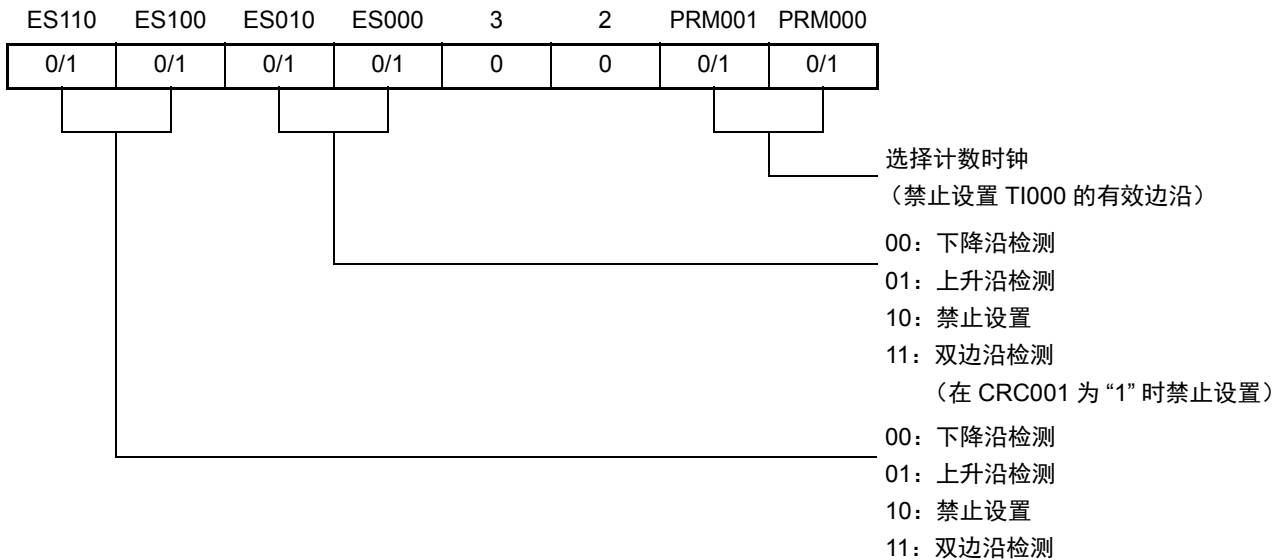 ES110 ES100 ES010 ES000 3 2 PRM001 PRM000
0/1 0/1 0/1 0/1 0 0 0/1 0/1
选择计数时钟
（禁止设置 TI000 的有效边沿）
00：下降沿检测
01：上升沿检测
10：禁止设置
11：双边沿检测
（在 CRC001 为 “1” 时禁止设置）
00：下降沿检测
01：上升沿检测
10：禁止设置
11：双边沿检测